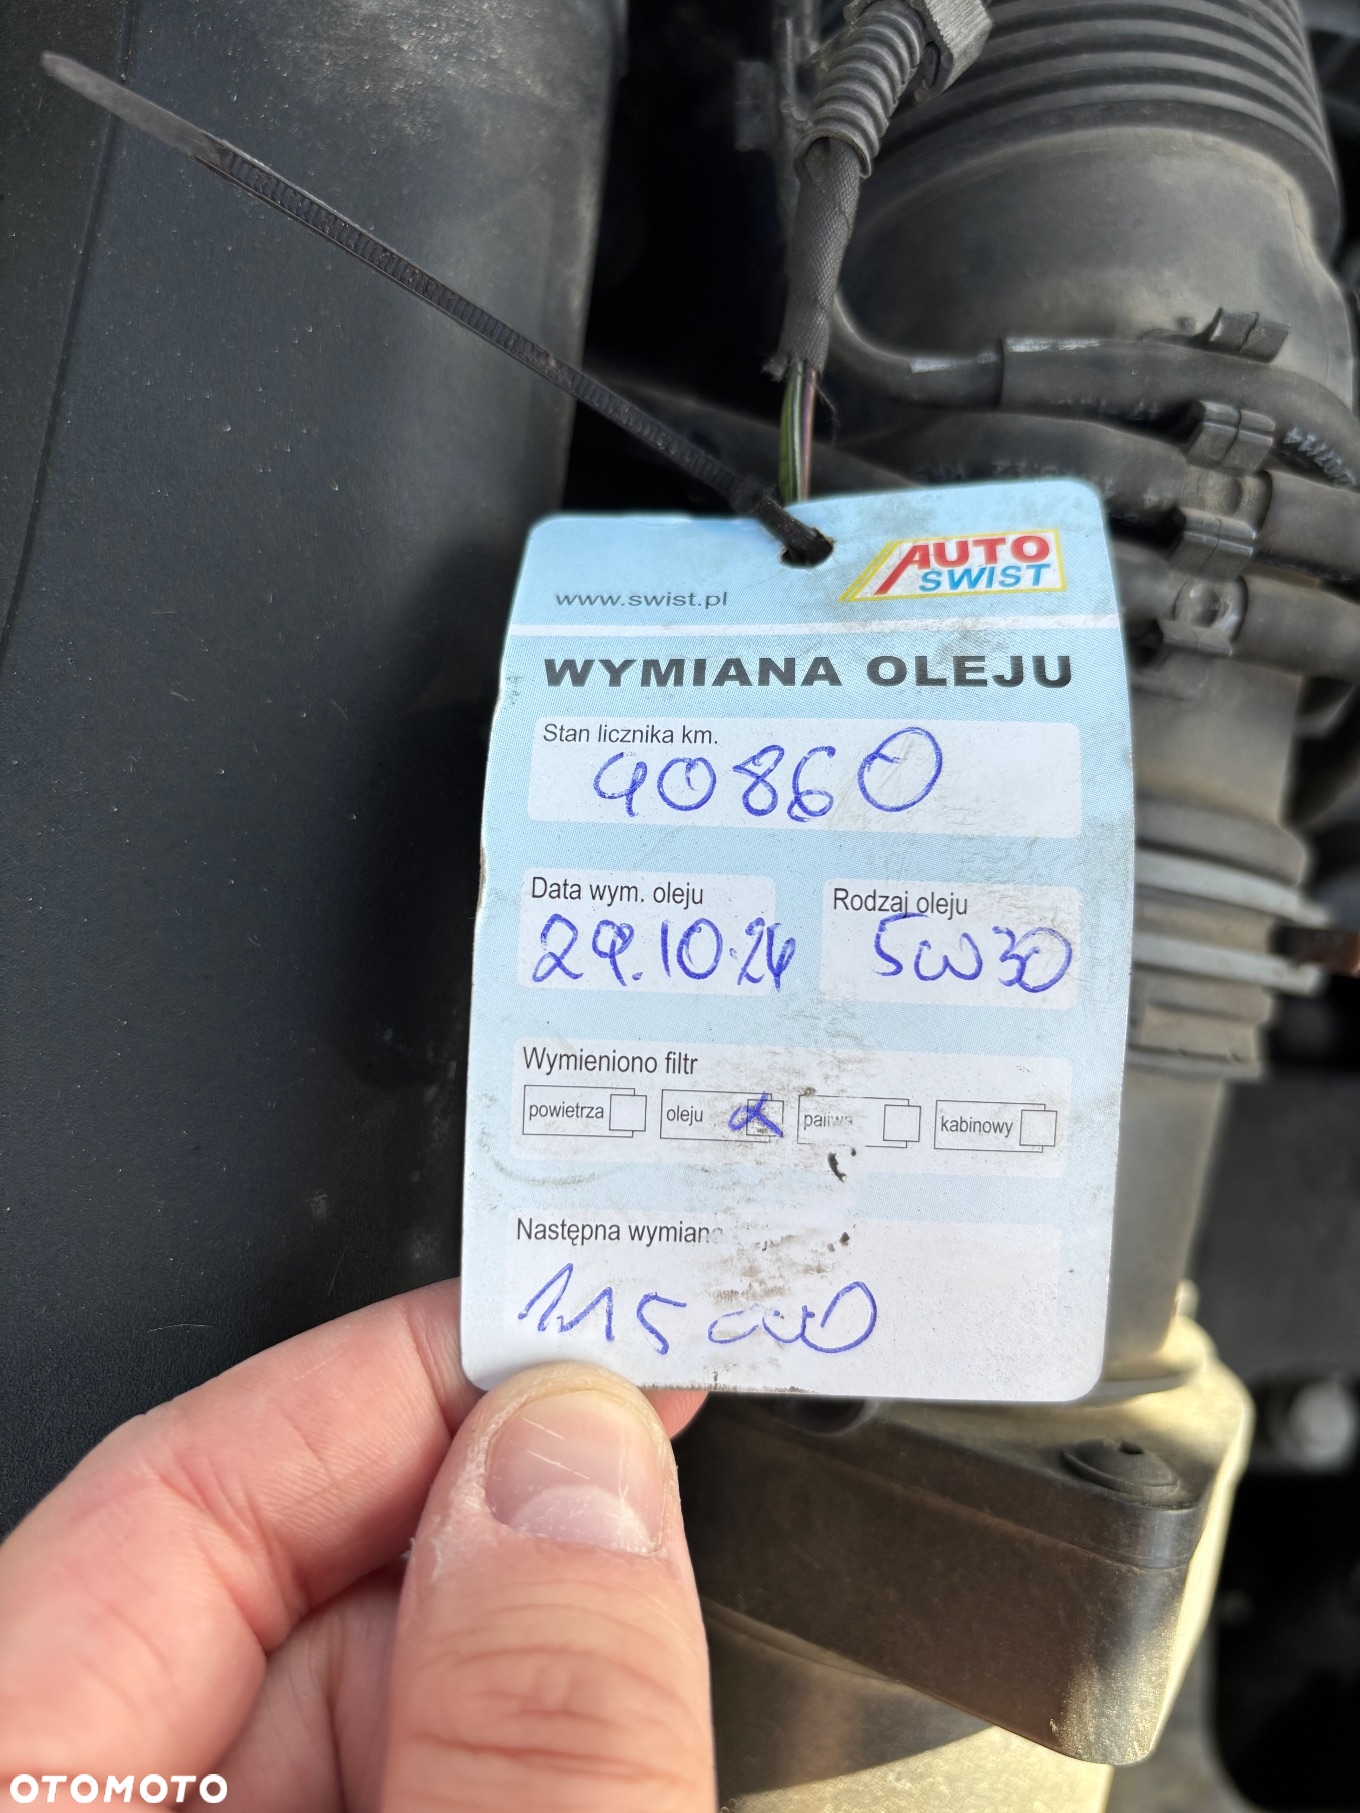 AUTO
SWIST
www.swist.pl
WYMIANA OLEJU
Stan licznika km.
90860
Data wym. oleju
Rodzaj oleju
29.10.24
5W30
Wymieniono filtr
powietrza
oleju
paliwa
kabinowy
Następna wymiana
115000
OTOMOTO